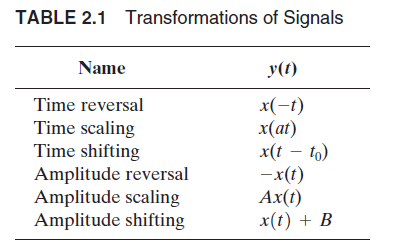 TABLE 2.1 Transformations of Signals
Name y(t)
Time reversal x(−t)
Time scaling x(at)
Time shifting x(t − t₀)
Amplitude reversal −x(t)
Amplitude scaling Ax(t)
Amplitude shifting x(t) + B